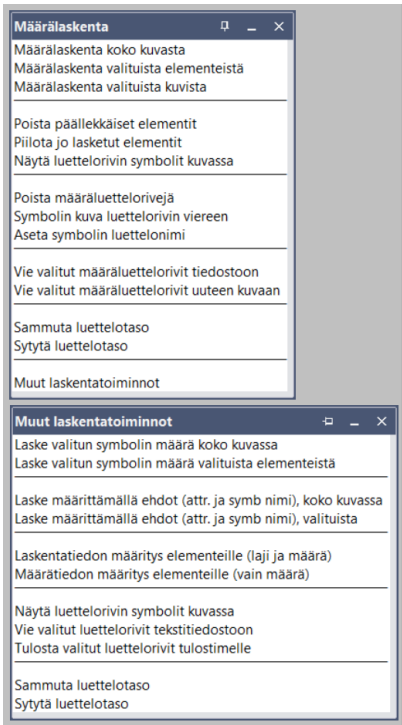 Määrälaskenta
Määrälaskenta koko kuvasta
Määrälaskenta valituista elementeistä
Määrälaskenta valituista kuvista
Poista päällekkäiset elementit
Piilota jo lasketut elementit
Näytä luettelorivin symbolit kuvassa
Poista määräluettelorivejä
Symbolin kuva luettelorivin viereen
Aseta symbolin luettelonimi
Vie valitut määräluettelorivit tiedostoon
Vie valitut määräluettelorivit uuteen kuvaan
Sammuta luettelotaso
Sytytä luettelotaso
Muut laskentatoiminnot
Muut laskentatoiminnot
Laske valitun symbolin määrä koko kuvassa
Laske valitun symbolin määrä valituista elementeistä
Laske määrittämällä ehdot (attr. ja symb nimi), koko kuvassa
Laske määrittämällä ehdot (attr. ja symb nimi), valituista
Laskentatiedon määritys elementeille (laji ja määrä)
Määrätiedon määritys elementeille (vain määrä)
Näytä luettelorivin symbolit kuvassa
Vie valitut luettelorivit tekstitiedostoon
Tulosta valitut luettelorivit tulostimelle
Sammuta luettelotaso
Sytytä luettelotaso